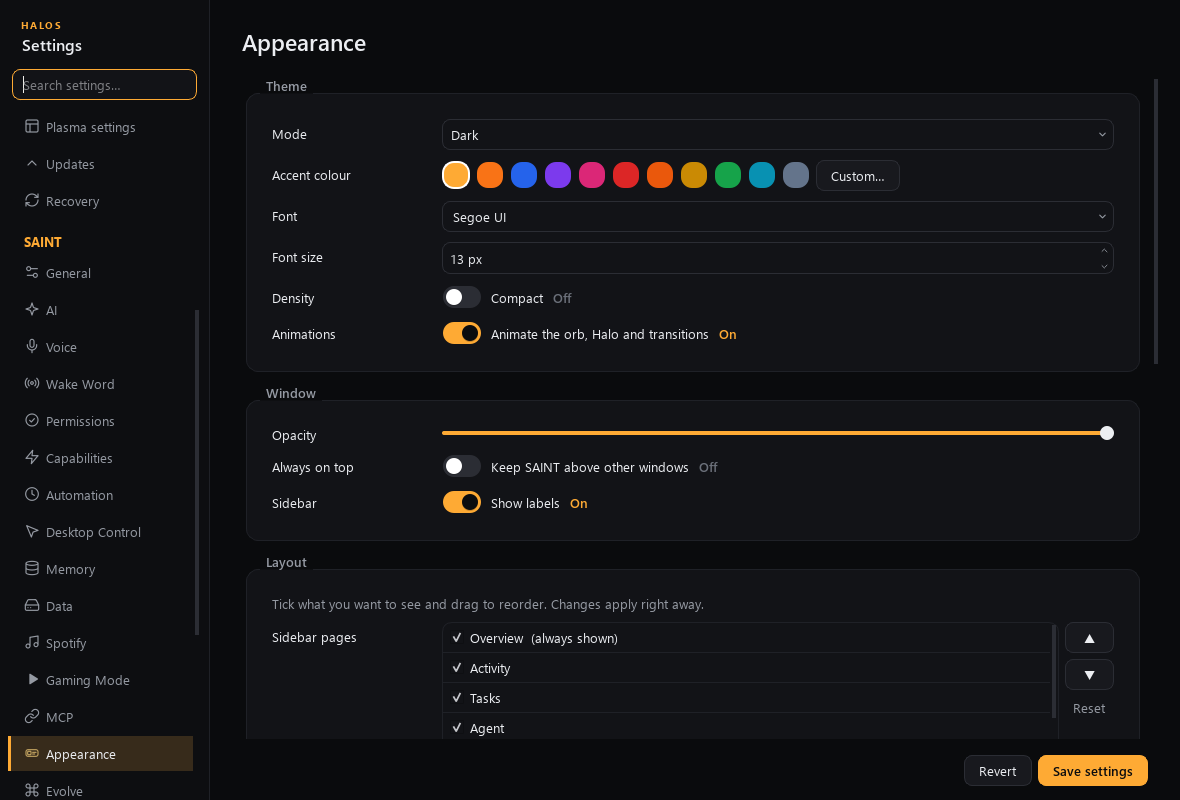 HALOS
Settings
Search settings...
Plasma settings
Updates
Recovery
SAINT
General
AI
Voice
Wake Word
Permissions
Capabilities
Automation
Desktop Control
Memory
Data
Spotify
Gaming Mode
MCP
Appearance
Evolve
Appearance
Theme
Mode
Dark
Accent colour
Custom...
Font
Segoe UI
Font size
13 px
Density
Compact Off
Animations
Animate the orb, Halo and transitions On
Window
Opacity
Always on top
Keep SAINT above other windows Off
Sidebar
Show labels On
Layout
Tick what you want to see and drag to reorder. Changes apply right away.
Sidebar pages
Overview (always shown)
Activity
Tasks
Agent
Reset
Revert
Save settings